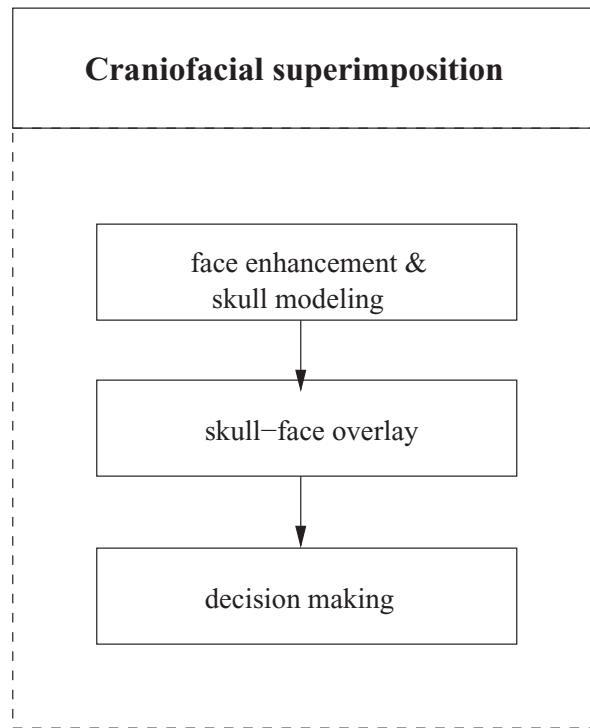 Craniofacial superimposition
face enhancement &
skull modeling
skull−face overlay
decision making